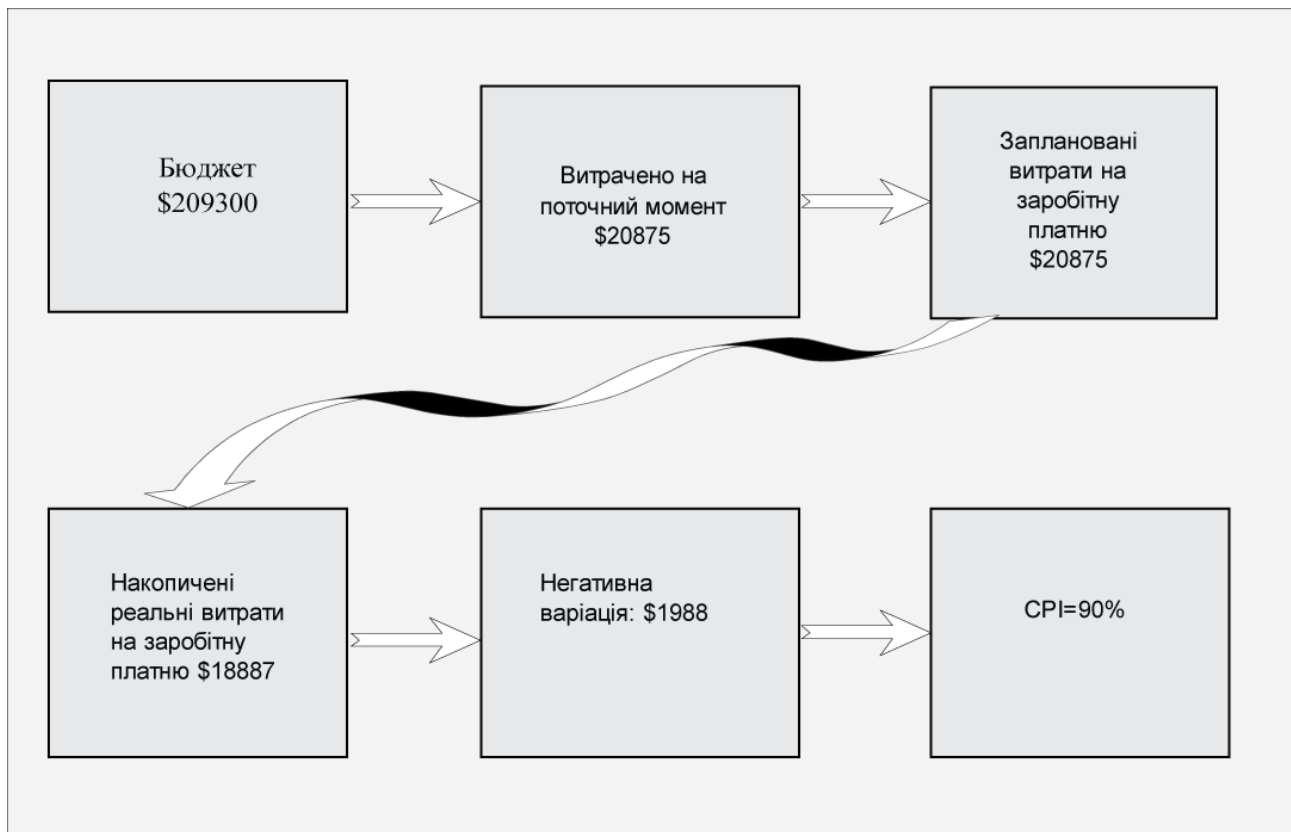 Бюджет
$209300
Витрачено на
поточний момент
$20875
Заплановані
витрати на
заробітну
платню
$20875
Накопичені
реальні витрати
на заробітну
платню $18887
Негативна
варіація: $1988
CPI=90%